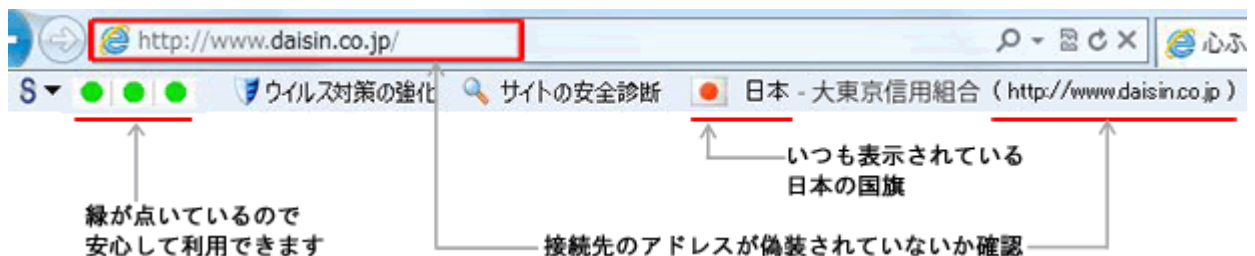 http://www.daisin.co.jp/ 心ふ
S ウイルス対策の強化 サイトの安全診断 日本 - 大東京信用組合 ( http://www.daisin.co.jp )
いつも表示されている
日本の国旗
緑が点いているので
安心して利用できます
接続先のアドレスが偽装されていないか確認